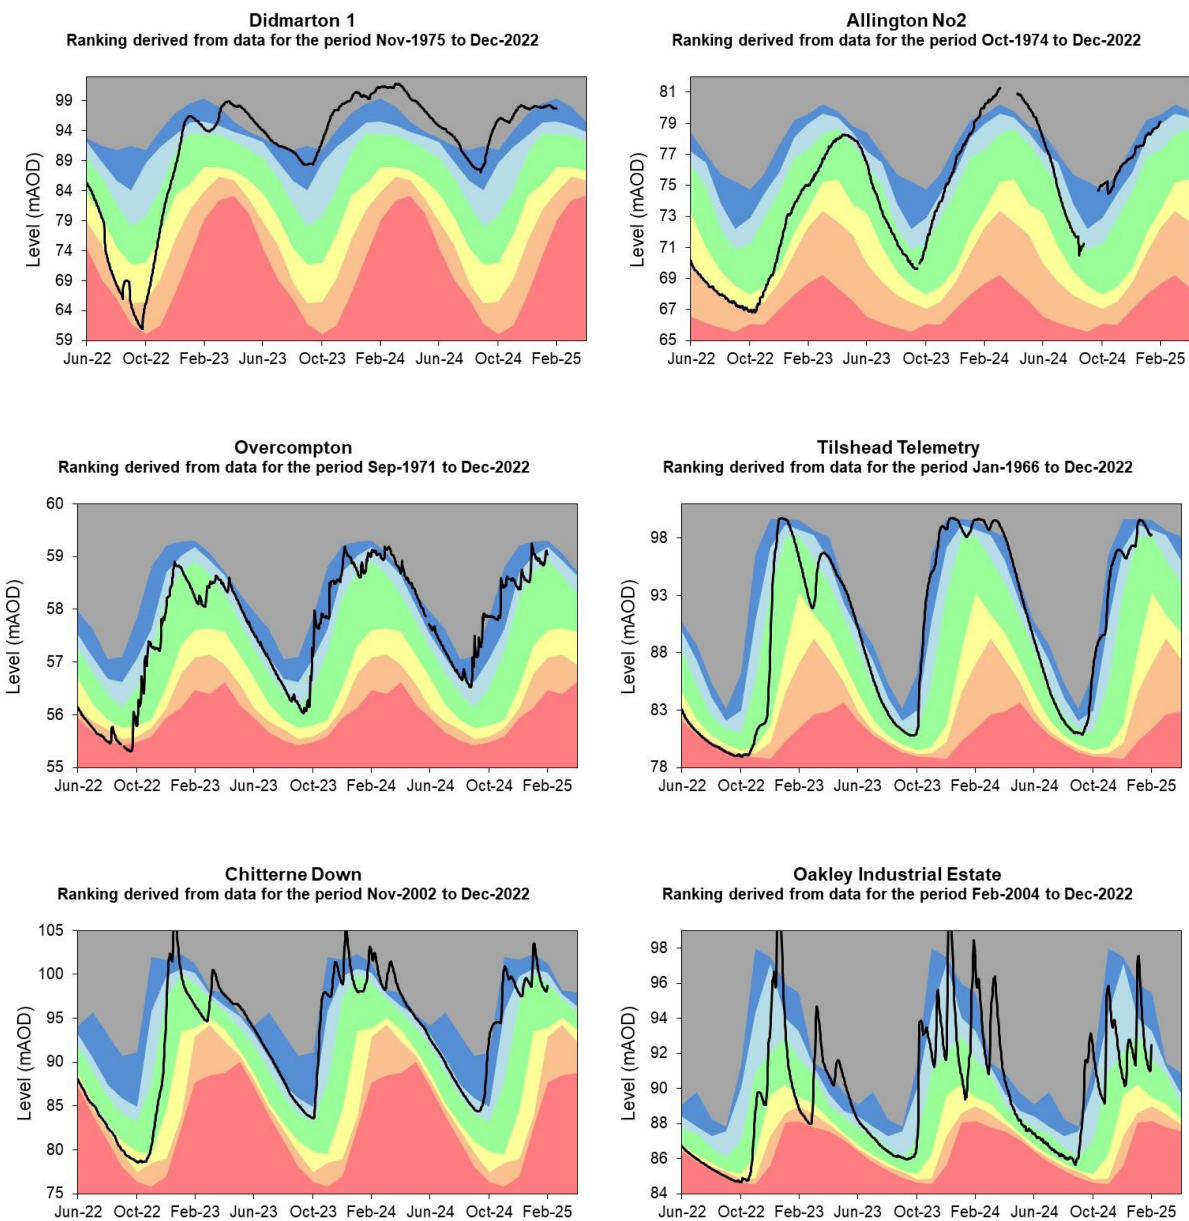 Didmarton 1
Ranking derived from data for the period Nov-1975 to Dec-2022
Level (mAOD)
99
94
89
84
79
74
69
64
59
Jun-22 Oct-22 Feb-23 Jun-23 Oct-23 Feb-24 Jun-24 Oct-24 Feb-25
Allington No2
Ranking derived from data for the period Oct-1974 to Dec-2022
Level (mAOD)
81
79
77
75
73
71
69
67
65
Jun-22 Oct-22 Feb-23 Jun-23 Oct-23 Feb-24 Jun-24 Oct-24 Feb-25
Overcompton
Ranking derived from data for the period Sep-1971 to Dec-2022
Level (mAOD)
60
59
58
57
56
55
Jun-22 Oct-22 Feb-23 Jun-23 Oct-23 Feb-24 Jun-24 Oct-24 Feb-25
Tilshead Telemetry
Ranking derived from data for the period Jan-1966 to Dec-2022
Level (mAOD)
98
93
88
83
78
Jun-22 Oct-22 Feb-23 Jun-23 Oct-23 Feb-24 Jun-24 Oct-24 Feb-25
Chitterne Down
Ranking derived from data for the period Nov-2002 to Dec-2022
Level (mAOD)
105
100
95
90
85
80
75
Jun-22 Oct-22 Feb-23 Jun-23 Oct-23 Feb-24 Jun-24 Oct-24 Feb-25
Oakley Industrial Estate
Ranking derived from data for the period Feb-2004 to Dec-2022
Level (mAOD)
98
96
94
92
90
88
86
84
Jun-22 Oct-22 Feb-23 Jun-23 Oct-23 Feb-24 Jun-24 Oct-24 Feb-25